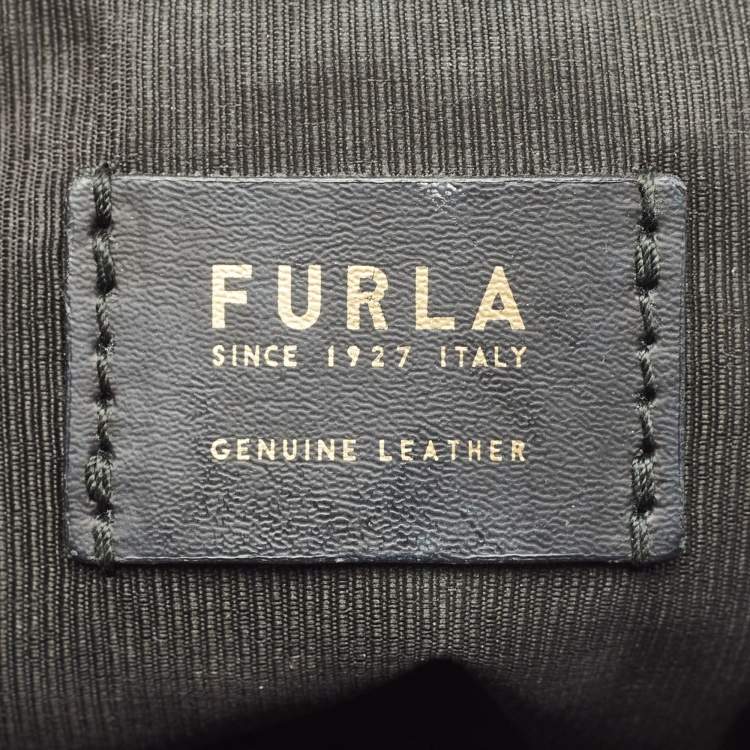 FURLA
SINCE 1927 ITALY
GENUINE LEATHER